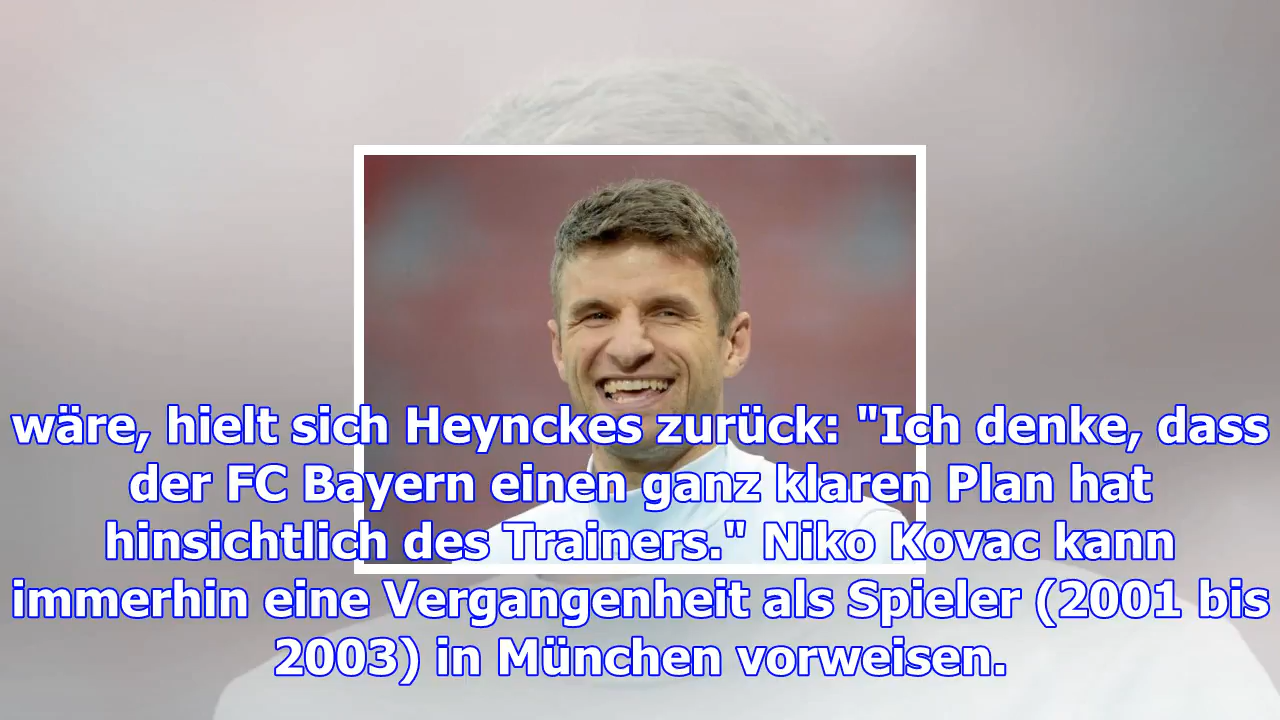 wäre, hielt sich Heynckes zurück: "Ich denke, dass
der FC Bayern einen ganz klaren Plan hat
hinsichtlich des Trainers." Niko Kovac kann
immerhin eine Vergangenheit als Spieler (2001 bis
2003) in München vorweisen.